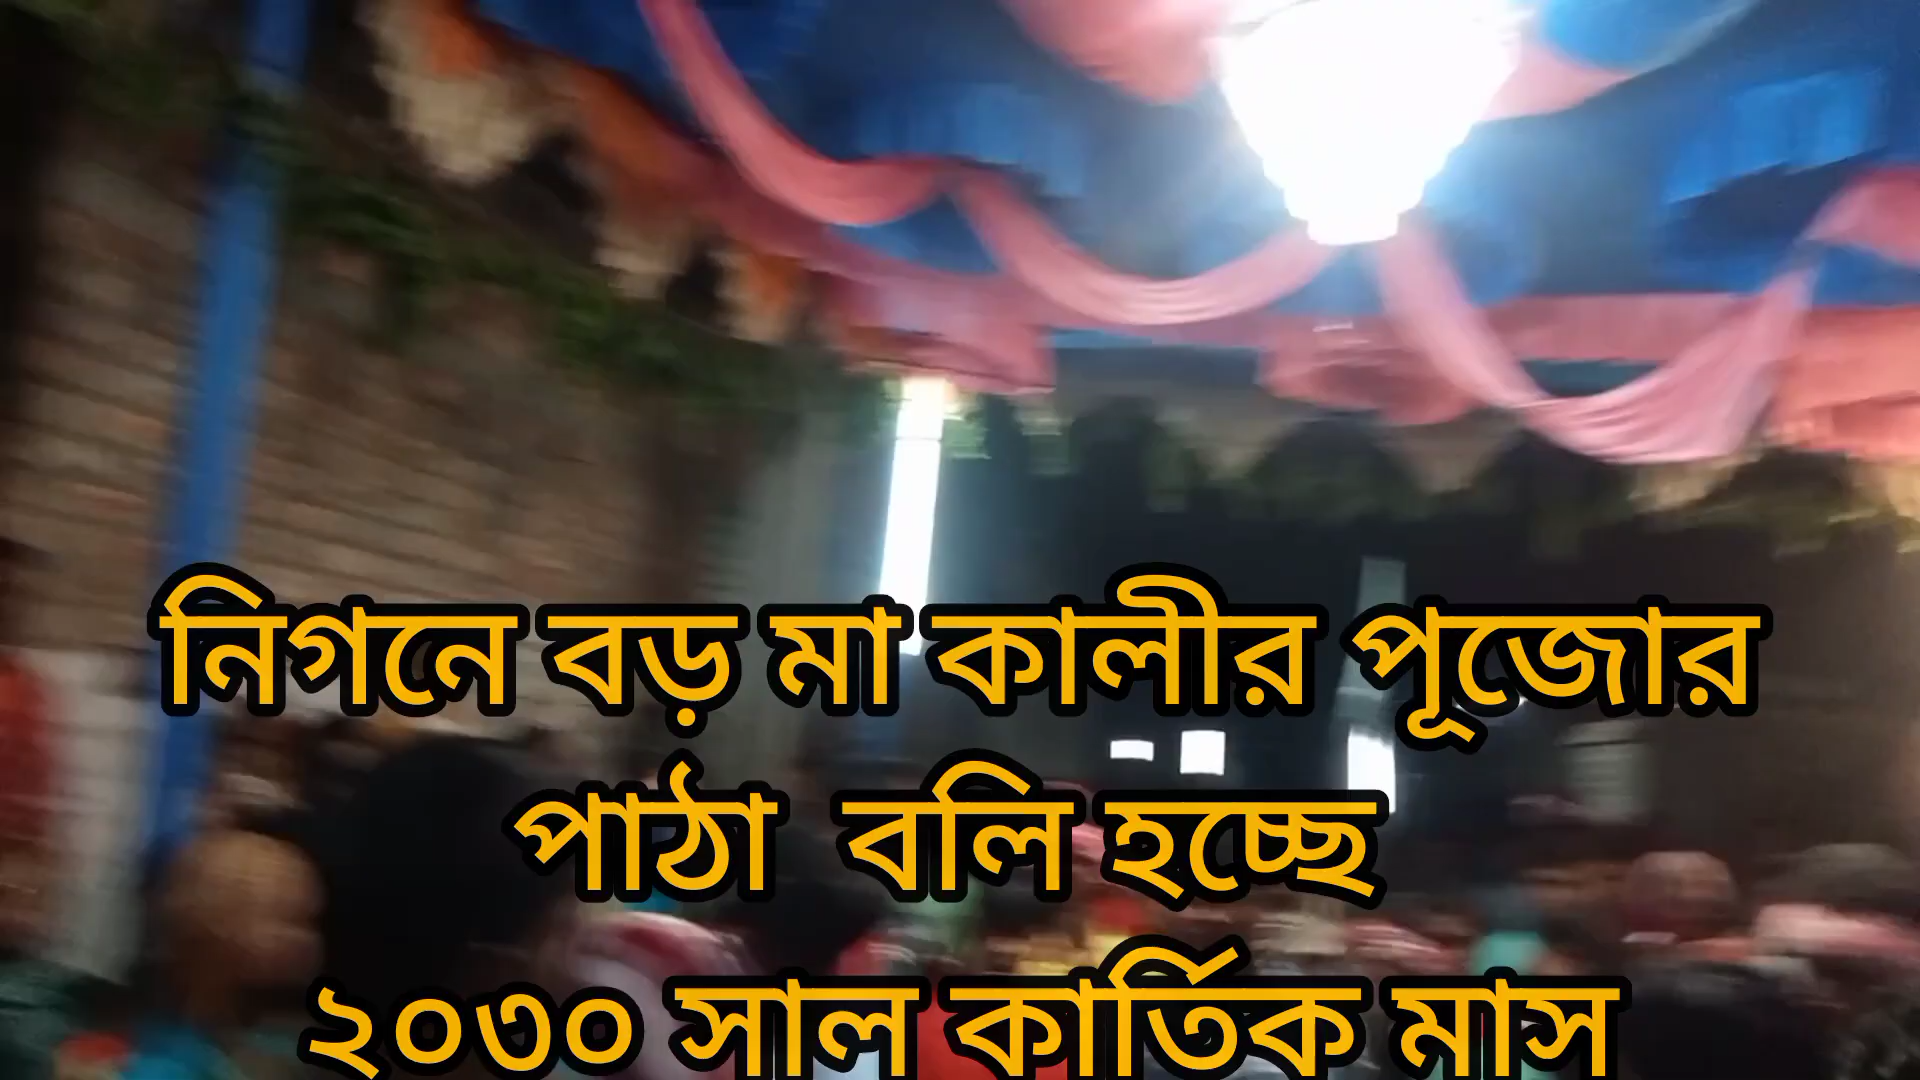 নিগনে বড় মা কালীর পূজোর
পাঠা বলি হচ্ছে
২০৩০ সাল কার্তিক মাস